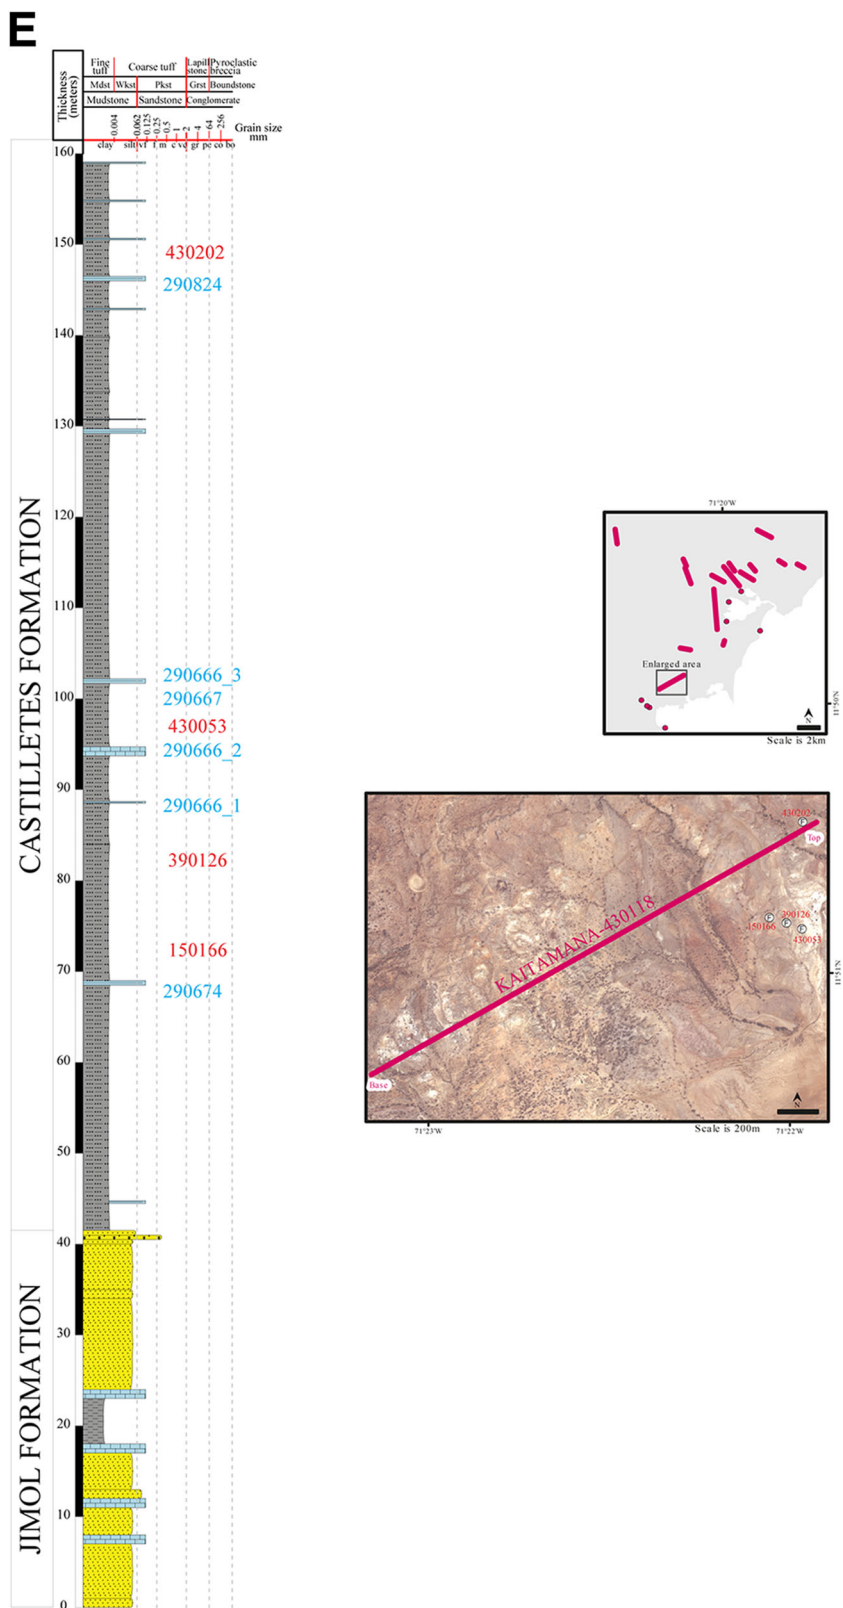 E
Thickness
(meters)
Fine
tuff
Coarse tuff
Lapilli
stone
Pyroclastic
breccia
Mdst
Wkst
Pkst
Grst
Boundstone
Mudstone
Sandstone
Conglomerate
0.004
0.062
0.125
0.25
0.5
1
2
4
64
256
Grain size
mm
clay
silt
vf
f
m
c
vc
gr
pe
co
bo
160
150
430202
290824
140
130
120
110
290666_3
290667
100
430053
290666_2
90
290666_1
390126
80
150166
70
290674
60
50
40
30
20
10
0
CASTILLETES FORMATION
JIMOL FORMATION
71°20'W
Enlarged area
N
Scale is 2km
11°50'N
430202
F
Top
KAITAMANA-430118
390126
F
F
F
150166
430053
11°51'N
Base
N
Scale is 200m
71°23'W
71°22'W